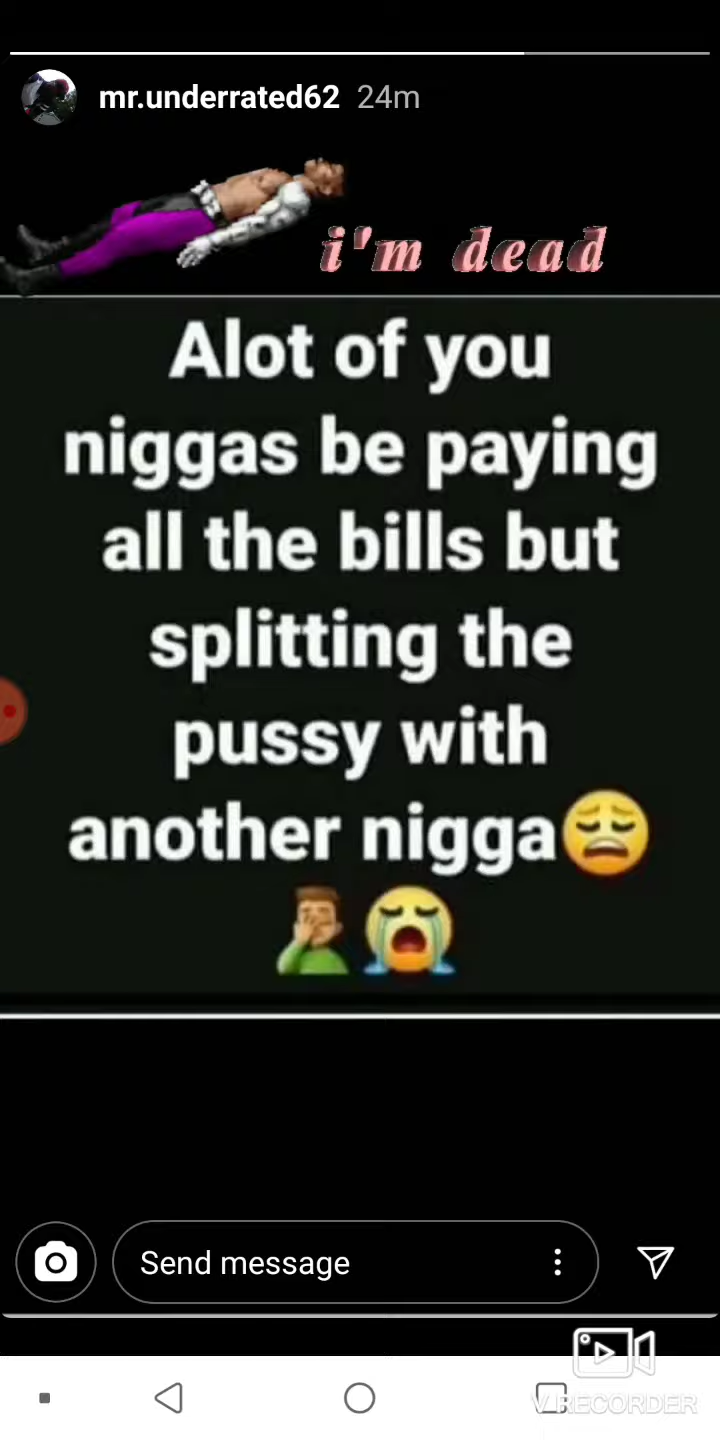 mr.underrated62 24m
i'm dead
Alot of you
niggas be paying
all the bills but
splitting the
pussy with
another nigga😩
🤦🏽‍♂️😭
Send message
V RECORDER